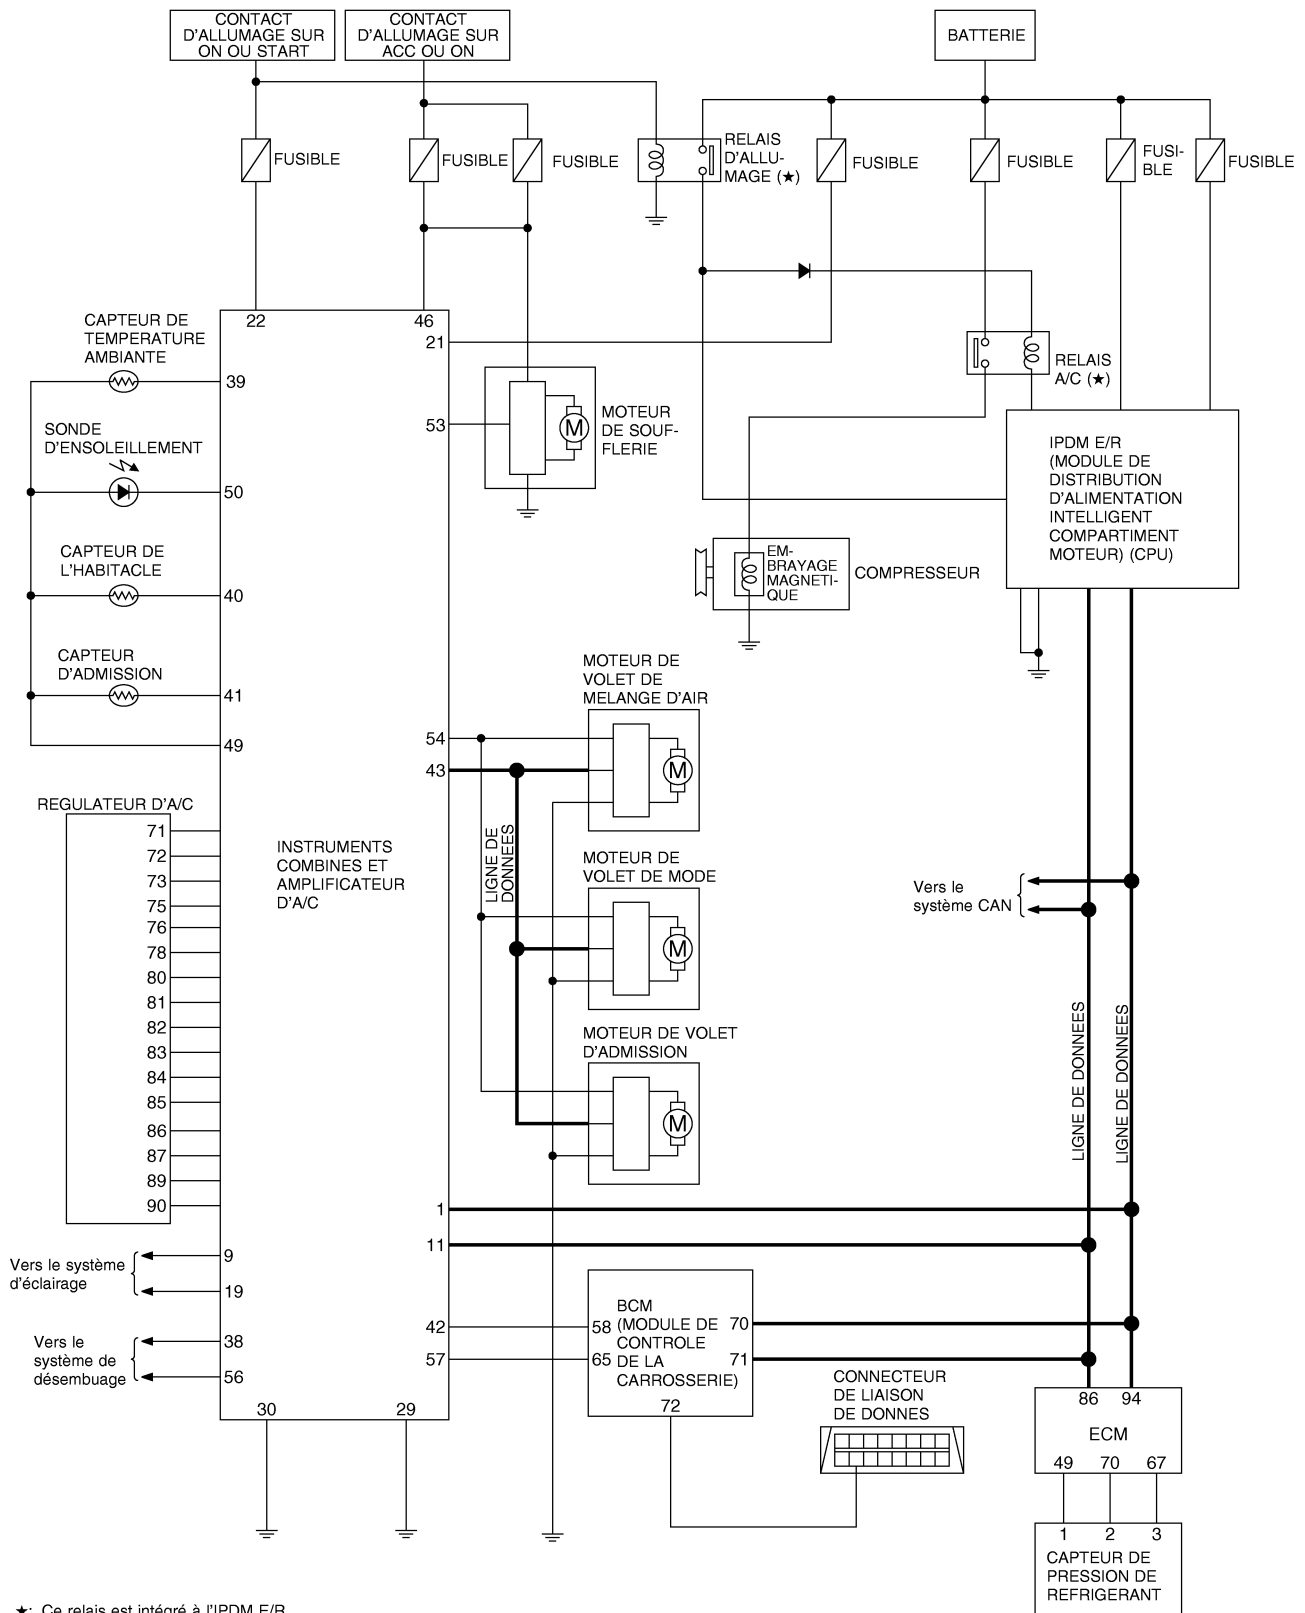 CONTACT
D'ALLUMAGE SUR
ON OU START
CONTACT
D'ALLUMAGE SUR
ACC OU ON
BATTERIE
FUSIBLE
FUSIBLE
FUSIBLE
RELAIS
D'ALLU-
MAGE (★)
FUSIBLE
FUSIBLE
FUSI-
BLE
FUSIBLE
22
46
21
CAPTEUR DE
TEMPERATURE
AMBIANTE
39
RELAIS
A/C (★)
SONDE
D'ENSOLEILLEMENT
50
53
MOTEUR
DE SOUF-
FLERIE
M
IPDM E/R
(MODULE DE
DISTRIBUTION
D'ALIMENTATION
INTELLIGENT
COMPARTIMENT
MOTEUR) (CPU)
CAPTEUR DE
L'HABITACLE
40
EM-
BRAYAGE
MAGNETI-
QUE
COMPRESSEUR
CAPTEUR
D'ADMISSION
41
49
MOTEUR DE
VOLET DE
MELANGE D'AIR
54
43
M
REGULATEUR D'A/C
71
72
73
75
76
78
80
81
82
83
84
85
86
87
89
90
INSTRUMENTS
COMBINES ET
AMPLIFICATEUR
D'A/C
LIGNE DE
DONNEES
MOTEUR DE
VOLET DE MODE
M
Vers le
système CAN
MOTEUR DE VOLET
D'ADMISSION
M
LIGNE DE DONNEES
LIGNE DE DONNEES
1
11
Vers le système
d'éclairage
9
19
Vers le
système de
désembuage
38
56
42
57
58
65
BCM
(MODULE DE
CONTROLE
DE LA
CARROSSERIE)
70
71
72
CONNECTEUR
DE LIAISON
DE DONNES
30
29
86
94
ECM
49
70
67
1
2
3
CAPTEUR DE
PRESSION DE
REFRIGERANT
★: Ce relais est intégré à l'IPDM E/R